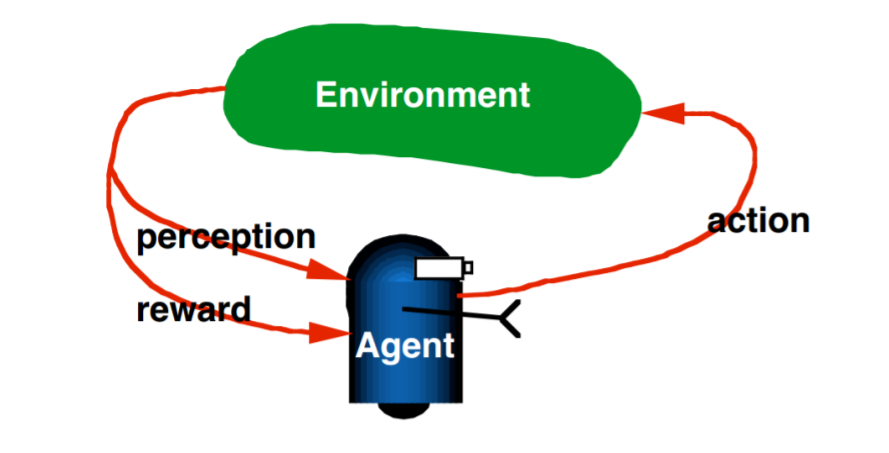 Environment
action
perception
reward
Agent